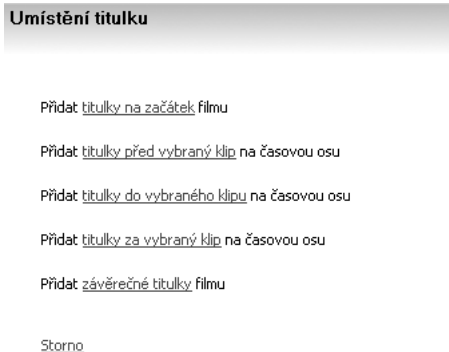 Umístění titulku
Přidat titulky na začátek filmu
Přidat titulky před vybraný klip na časovou osu
Přidat titulky do vybraného klipu na časovou osu
Přidat titulky za vybraný klip na časovou osu
Přidat závěrečné titulky filmu
Storno